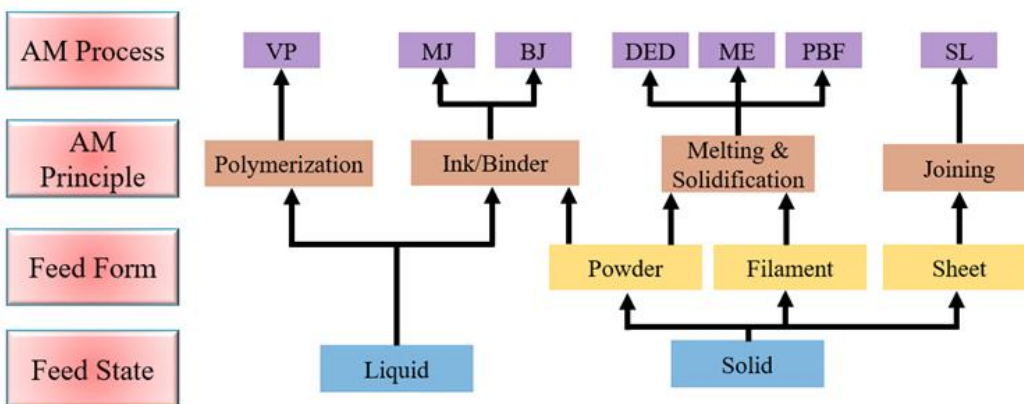 AM Process
VP
MJ
BJ
DED
ME
PBF
SL
AM
Principle
Polymerization
Ink/Binder
Melting &
Solidification
Joining
Feed Form
Powder
Filament
Sheet
Feed State
Liquid
Solid